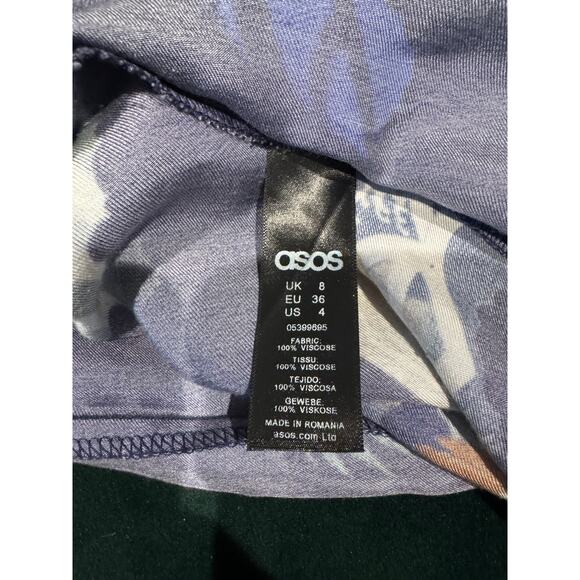 asos
UK 8
EU 36
US 4
05399695
FABRIC:
100% VISCOSE
TISSU:
100% VISCOSE
TEJIDO:
100% VISCOSA
GEWEBE:
100% VISKOSE
MADE IN ROMANIA
asos.com Ltd